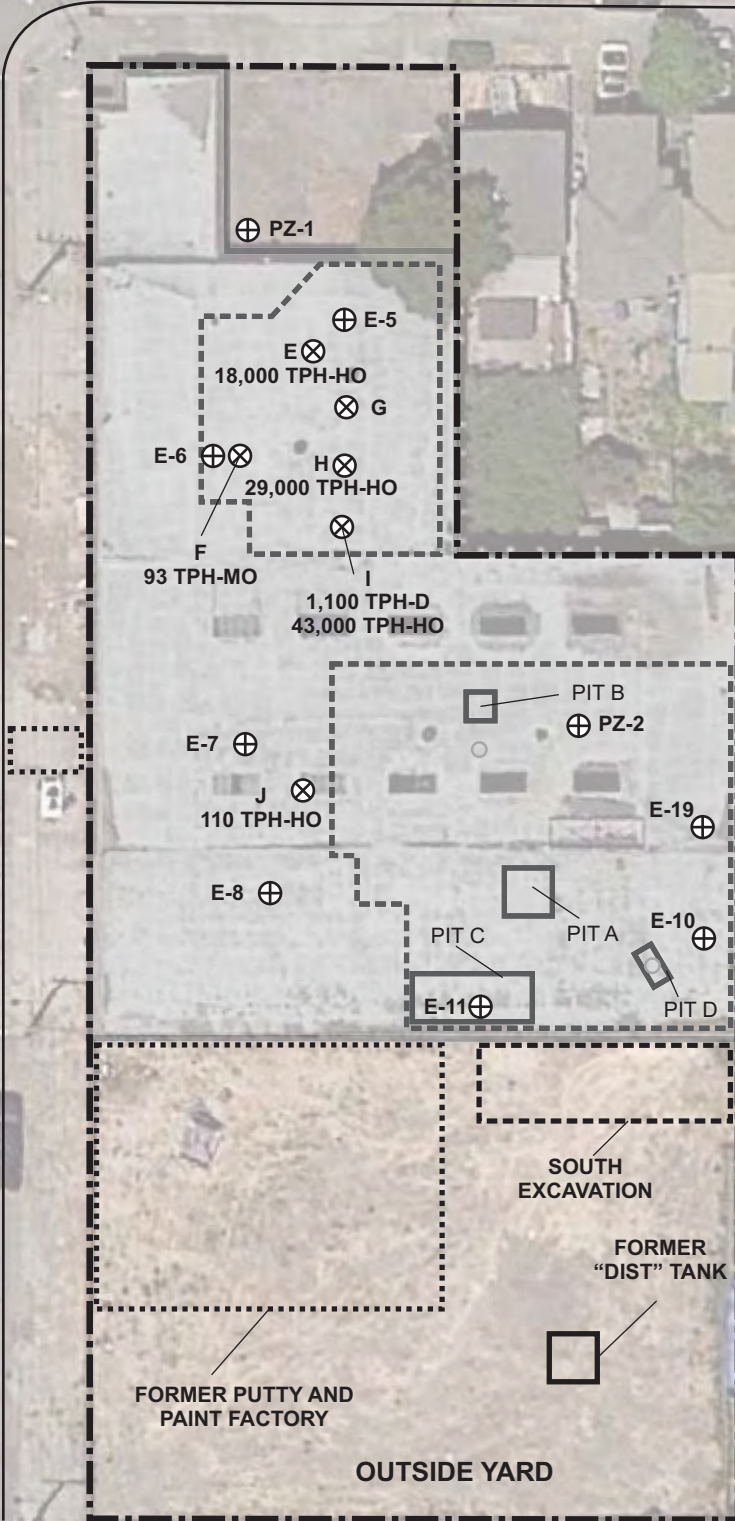 PZ-1
E-5
E
18,000 TPH-HO
G
E-6
H
29,000 TPH-HO
F
93 TPH-MO
I
1,100 TPH-D
43,000 TPH-HO
PIT B
PZ-2
E-7
J
110 TPH-HO
E-19
E-8
PIT A
E-10
PIT C
E-11
PIT D
SOUTH
EXCAVATION
FORMER
“DIST” TANK
FORMER PUTTY AND
PAINT FACTORY
OUTSIDE YARD